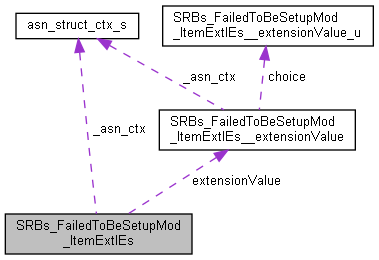 SRBs_FailedToBeSetupMod
_ItemExtIEs__extensionValue_u
asn_struct_ctx_s
_asn_ctx
choice
SRBs_FailedToBeSetupMod
_ItemExtIEs__extensionValue
_asn_ctx
extensionValue
SRBs_FailedToBeSetupMod
_ItemExtIEs